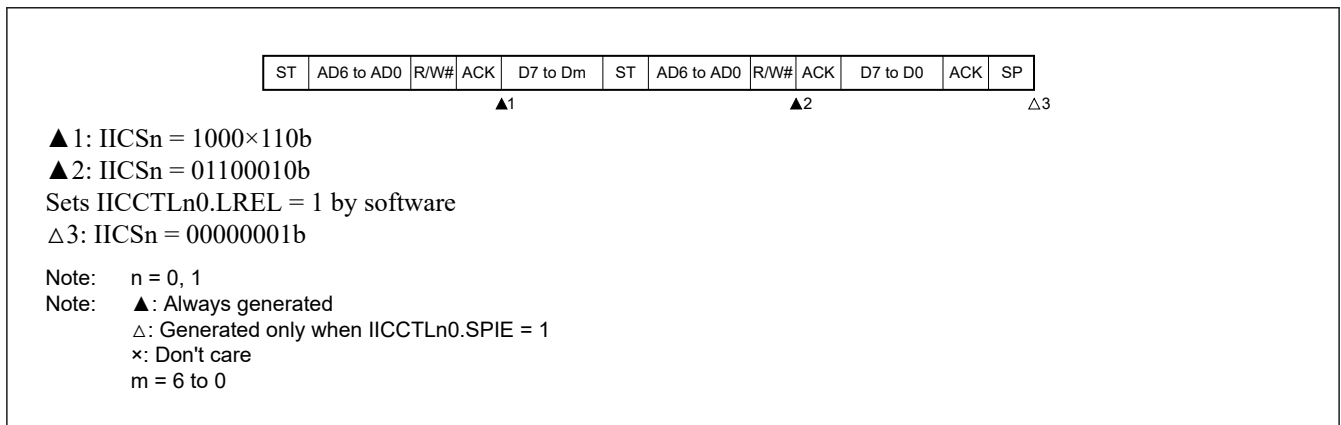 ST AD6 to AD0 R/W# ACK D7 to Dm ST AD6 to AD0 R/W# ACK D7 to D0 ACK SP
▲1 ▲2 △3
▲1: IICSn = 1000×110b
▲2: IICSn = 01100010b
Sets IICCTLn0.LREL = 1 by software
△3: IICSn = 00000001b
Note: n = 0, 1
Note: ▲: Always generated
△: Generated only when IICCTLn0.SPIE = 1
×: Don't care
m = 6 to 0